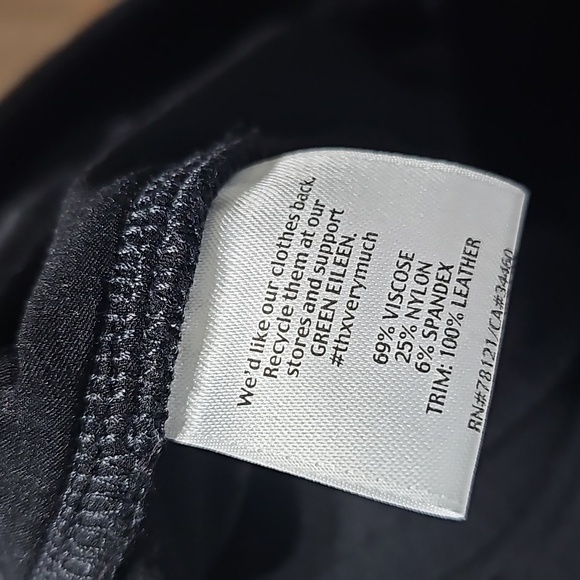 We'd like our clothes back.
Recycle them at our
stores and support
GREEN EILEEN.
#thxverymuch
69% VISCOSE
25% NYLON
6% SPANDEX
TRIM: 100% LEATHER
RN#78121/CA#34460